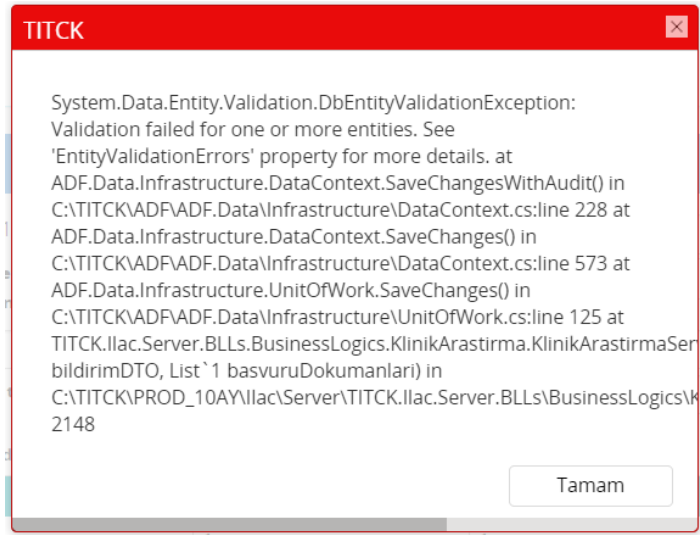 TITCK
System.Data.Entity.Validation.DbEntityValidationException:
Validation failed for one or more entities. See
'EntityValidationErrors' property for more details. at
ADF.Data.Infrastructure.DataContext.SaveChangesWithAudit() in
C:\TITCK\ADF\ADF.Data\Infrastructure\DataContext.cs:line 228 at
ADF.Data.Infrastructure.DataContext.SaveChanges() in
C:\TITCK\ADF\ADF.Data\Infrastructure\DataContext.cs:line 573 at
ADF.Data.Infrastructure.UnitOfWork.SaveChanges() in
C:\TITCK\ADF\ADF.Data\Infrastructure\UnitOfWork.cs:line 125 at
TITCK.Ilac.Server.BLLs.BusinessLogics.KlinikArastirma.KlinikArastirmaSer
bildirimDTO, List`1 basvuruDokumanlari) in
C:\TITCK\PROD_10AY\Ilac\Server\TITCK.Ilac.Server.BLLs\BusinessLogics\K
2148
Tamam